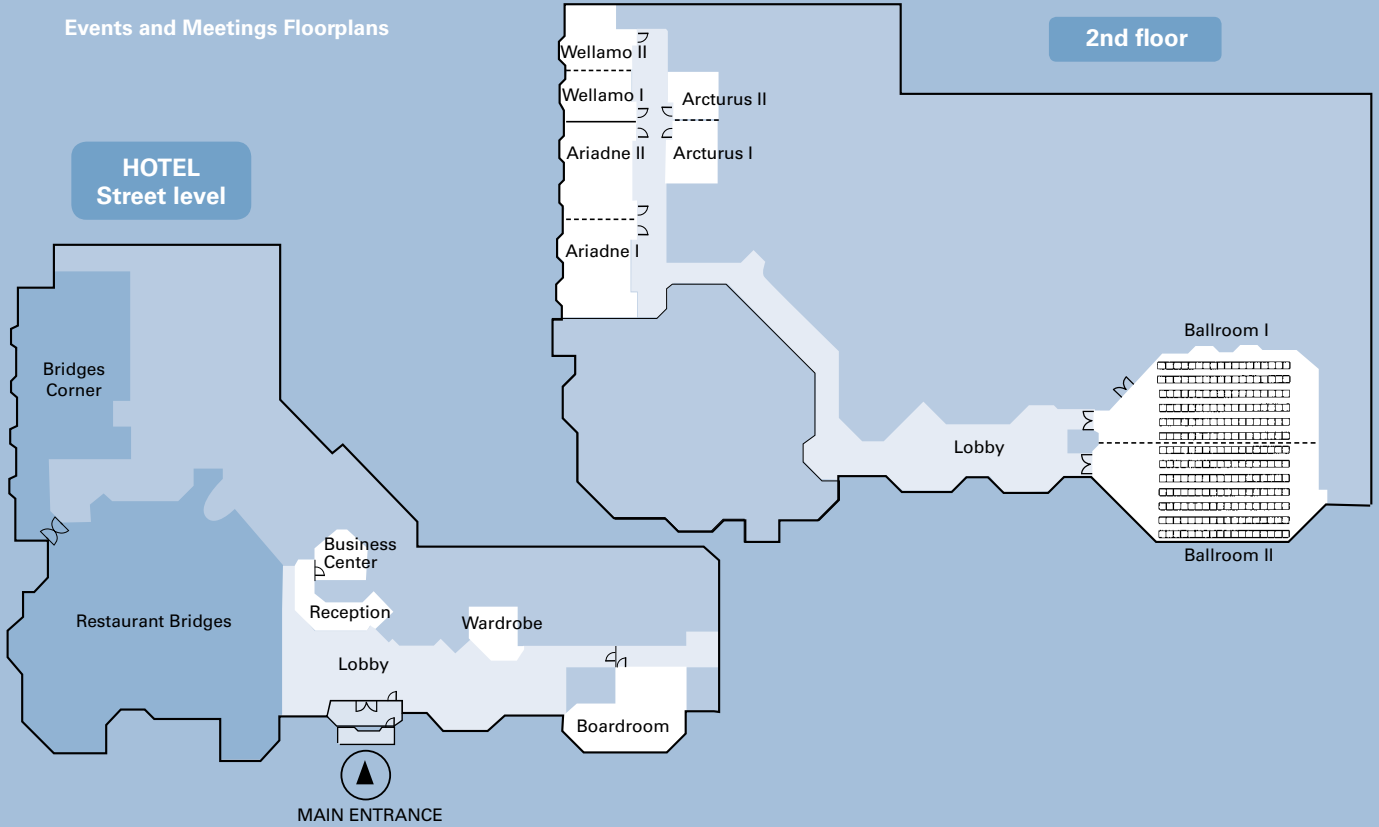 Events and Meetings Floorplans
2nd floor
HOTEL
Street level
Wellamo II
Wellamo I
Arcturus II
Ariadne II
Arcturus I
Ariadne I
Ballroom I
Lobby
Ballroom II
Bridges
Corner
Business
Center
Restaurant Bridges
Reception
Wardrobe
Lobby
Boardroom
MAIN ENTRANCE